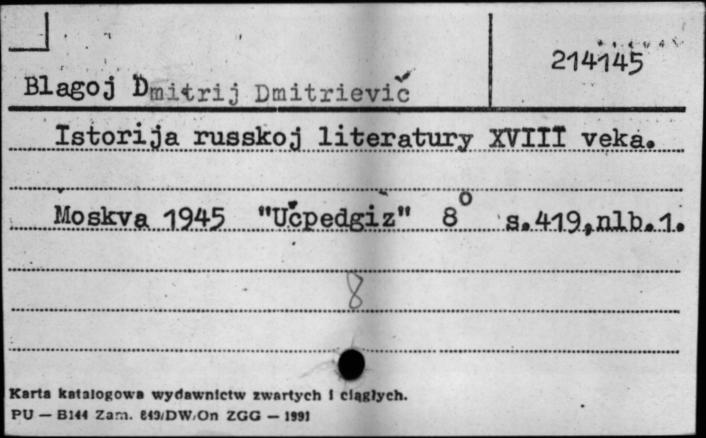 214145
Blagoj Dmitrij Dmitrievič
Istorija russkoj literatury XVIII veka.
Moskva 1945 "Učpedgiz" 8° s.419,nlb.1.
8
Karta katalogowa wydawnictw zwartych i ciągłych.
PU — B144 Zam. 849/DW/On ZGG — 1991